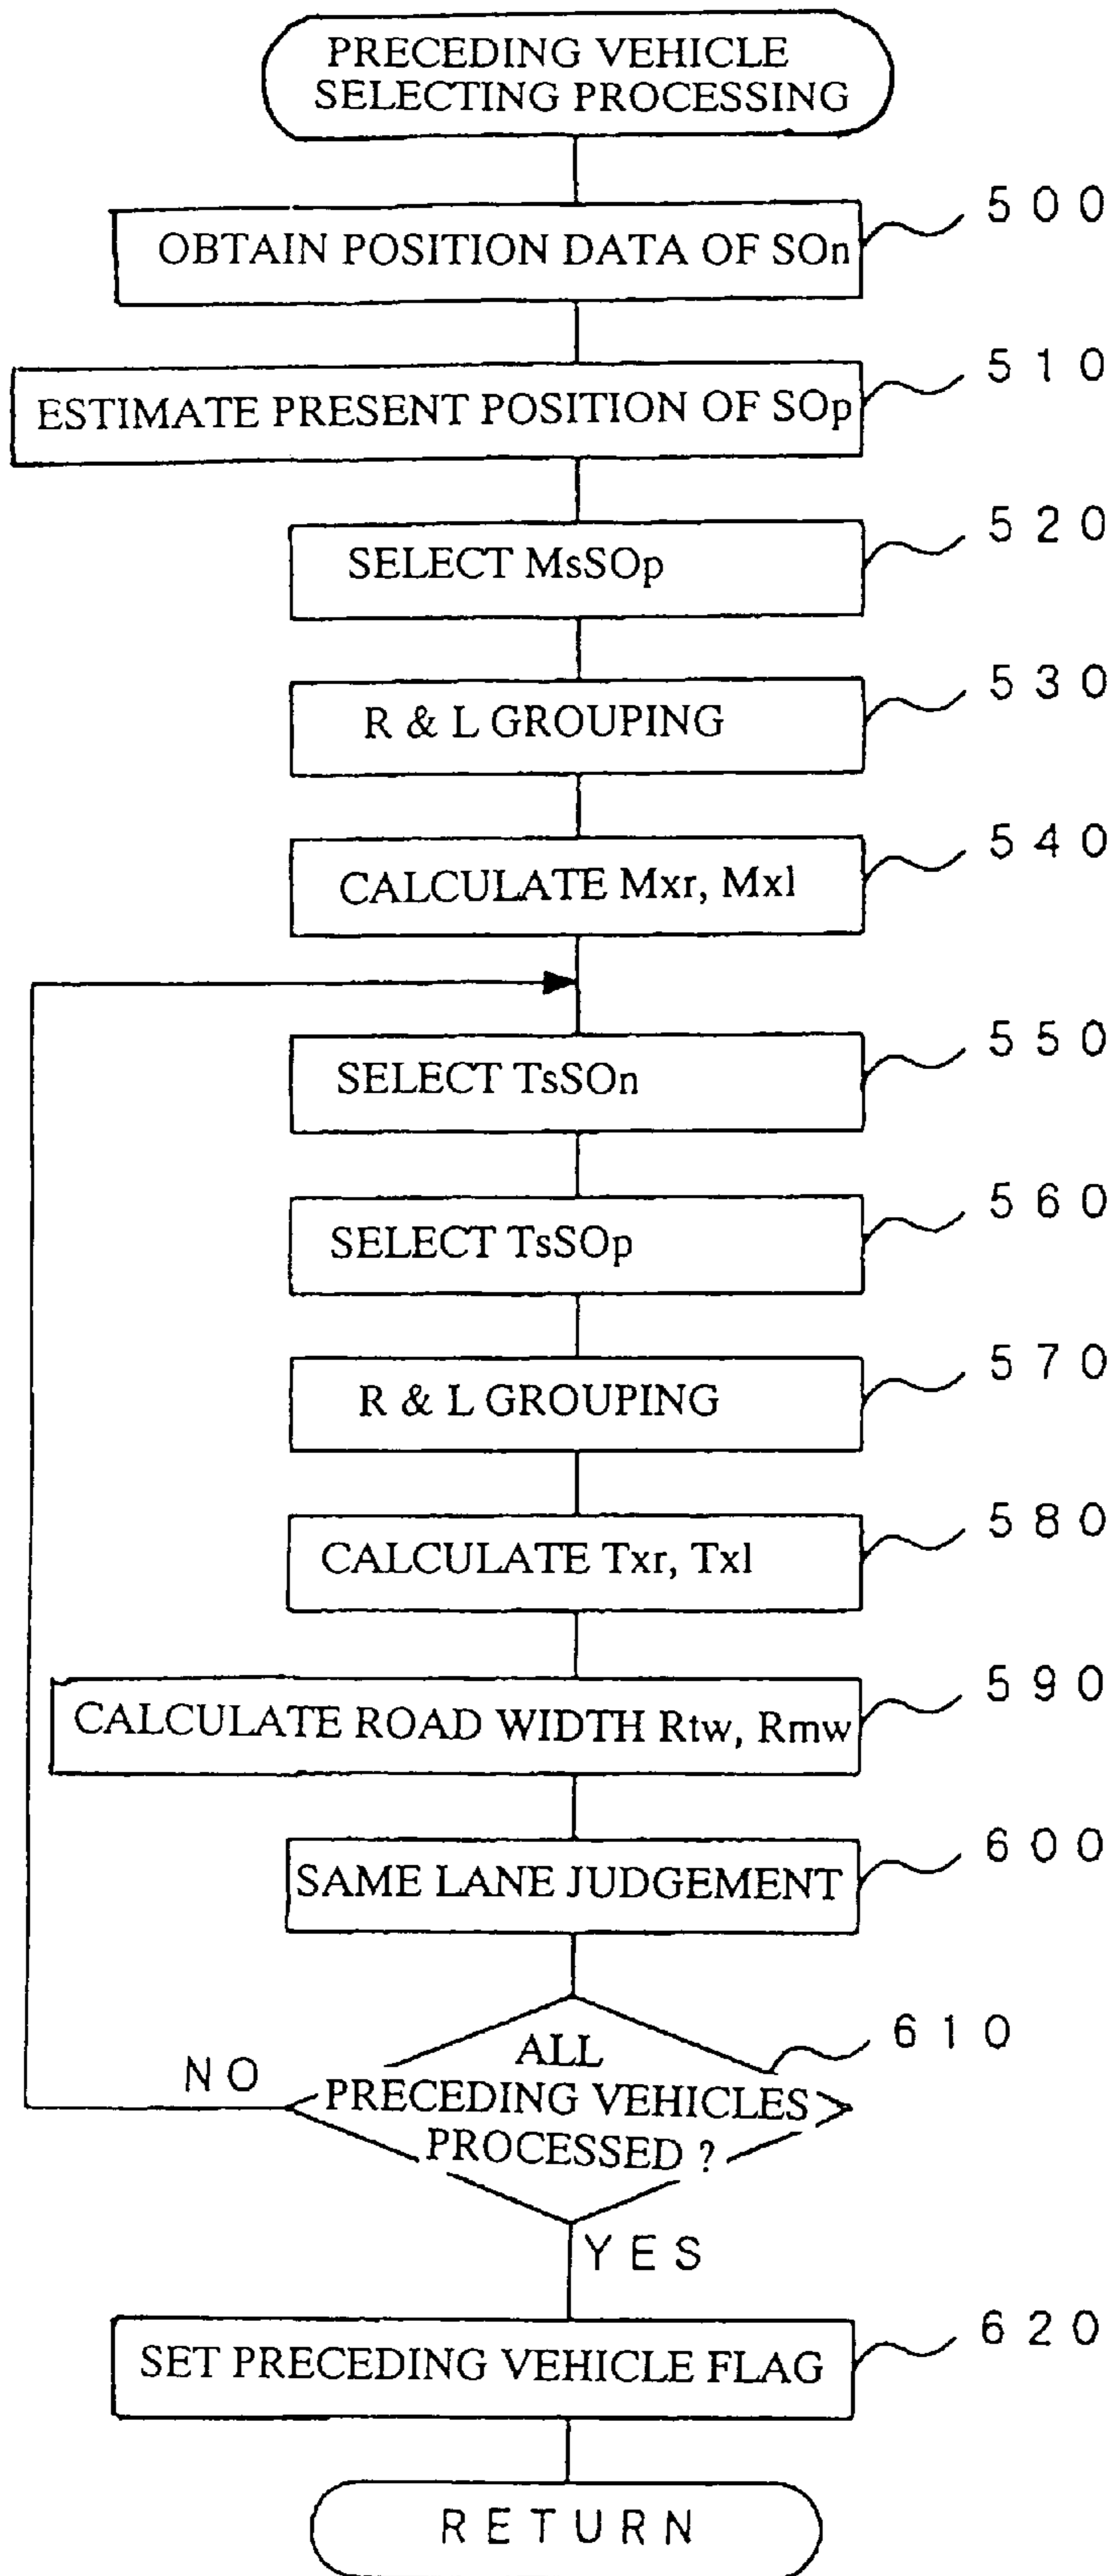 PRECEDING VEHICLE
SELECTING PROCESSING
500
OBTAIN POSITION DATA OF SOn
510
ESTIMATE PRESENT POSITION OF SOp
520
SELECT MsSOp
530
R & L GROUPING
540
CALCULATE Mxr, Mxl
550
SELECT TsSOn
560
SELECT TsSOp
570
R & L GROUPING
580
CALCULATE Txr, Txl
590
CALCULATE ROAD WIDTH Rtw, Rmw
600
SAME LANE JUDGEMENT
610
ALL
PRECEDING VEHICLES
PROCESSED ?
NO
YES
620
SET PRECEDING VEHICLE FLAG
RETURN